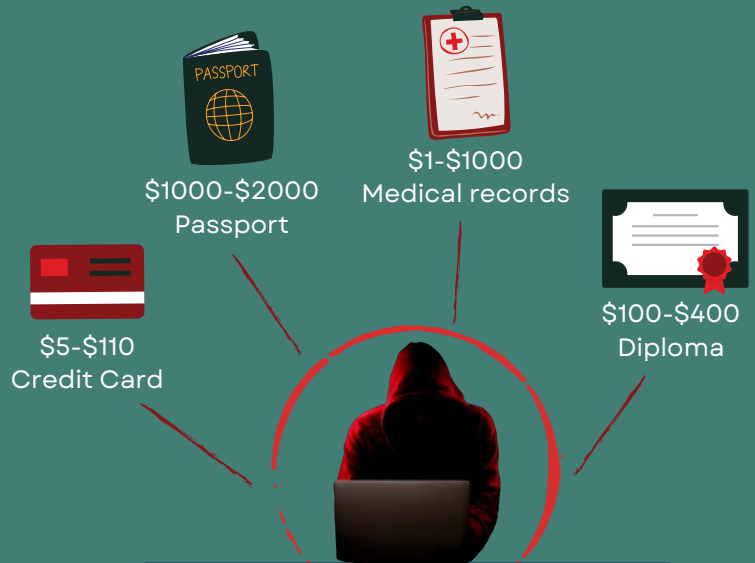 PASSPORT
$1000-$2000
Passport
$1-$1000
Medical records
$5-$110
Credit Card
$100-$400
Diploma